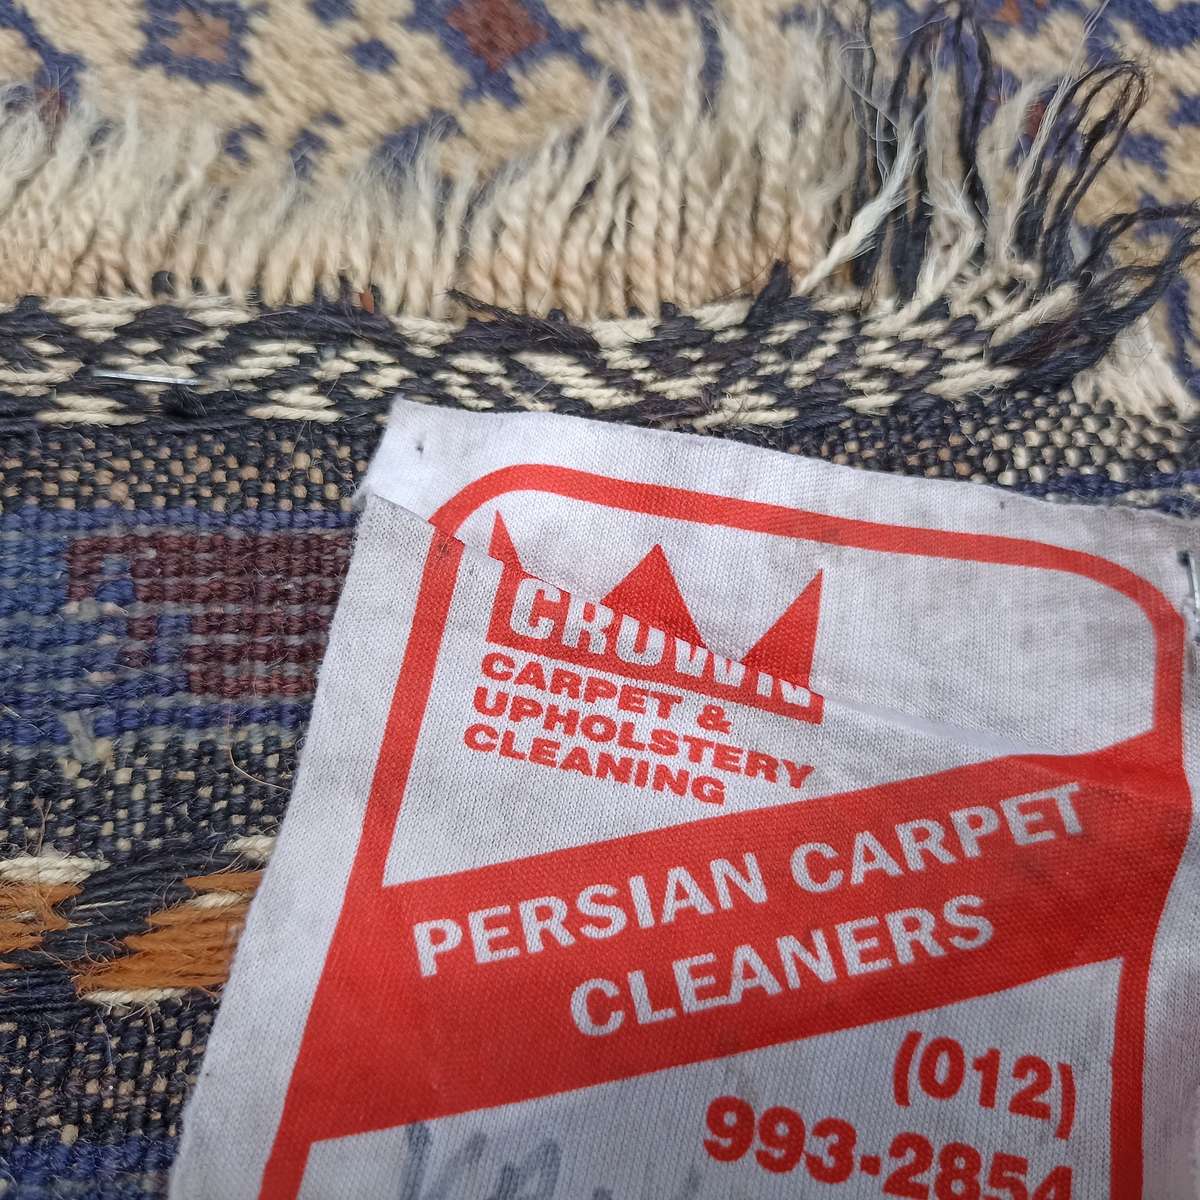 CROWN
CARPET &
UPHOLSTERY
CLEANING
PERSIAN CARPET
CLEANERS
(012)
993-2854